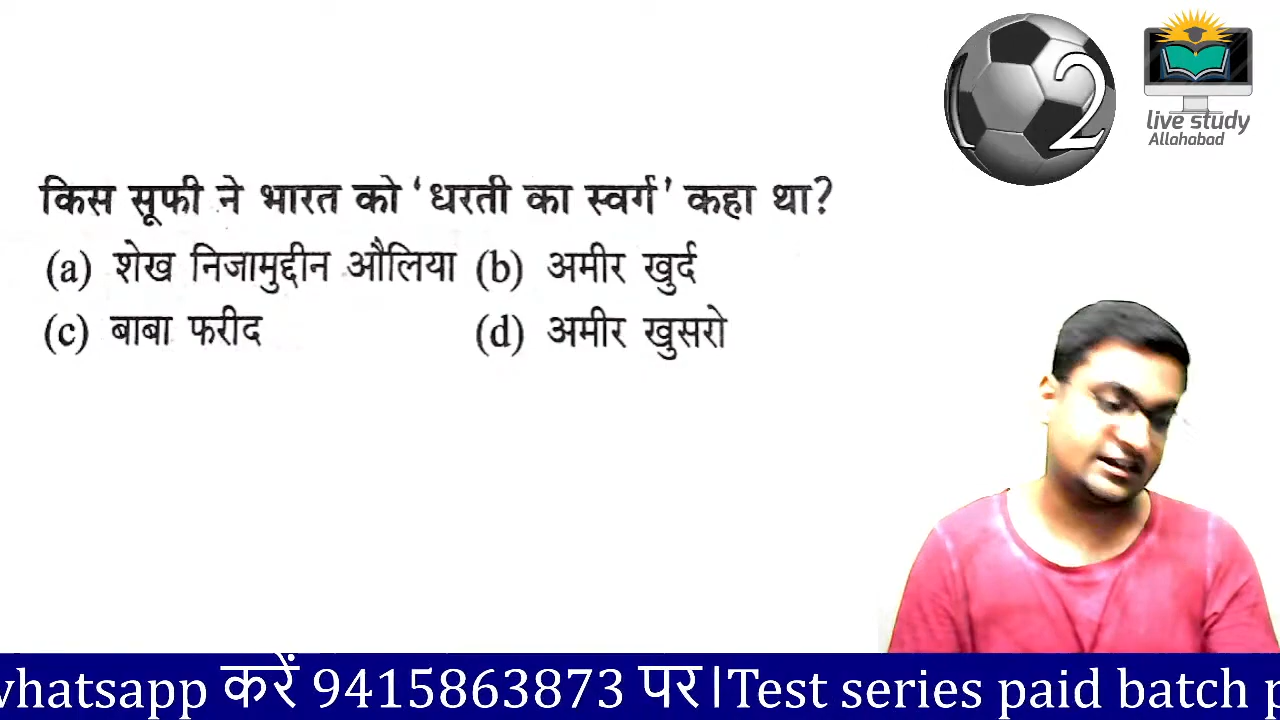 12
live study
Allahabad
किस सूफी ने भारत को ‘धरती का स्वर्ग’ कहा था?
(a) शेख निजामुद्दीन औलिया (b) अमीर खुर्द
(c) बाबा फरीद (d) अमीर खुसरो
whatsapp करें 9415863873 पर।Test series paid batch